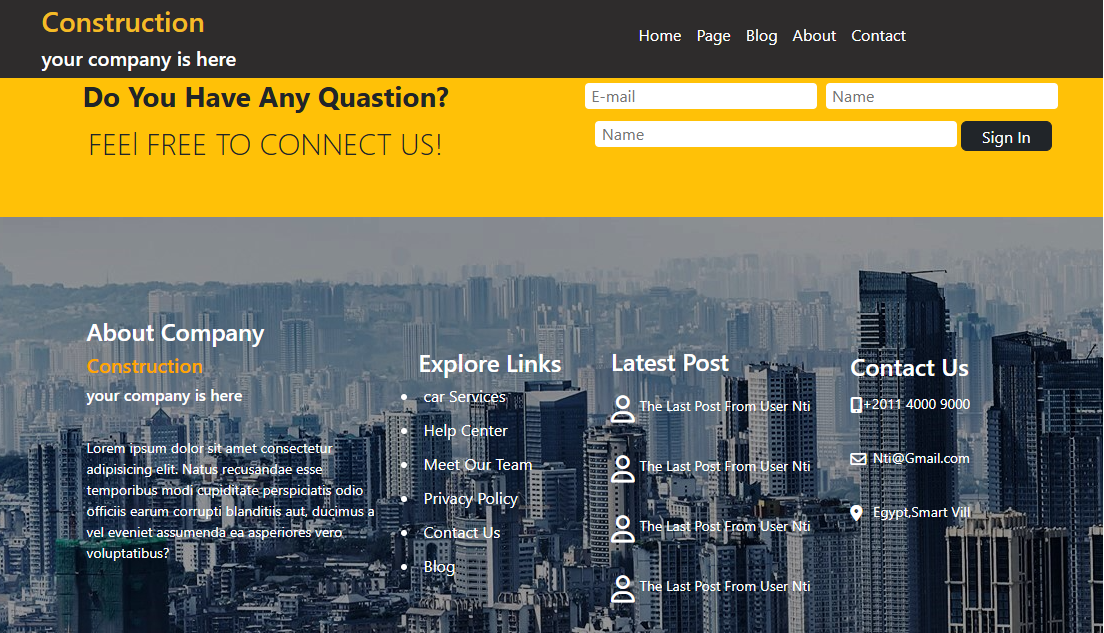 Construction
your company is here
Home Page Blog About Contact
Do You Have Any Quastion?
FEEl FREE TO CONNECT US!
E-mail
Name
Name
Sign In
About Company
Construction
your company is here
Lorem ipsum dolor sit amet consectetur
adipisicing elit. Natus recusandae esse
temporibus modi cupiditate perspiciatis odio
officiis earum corrupti blanditiis aut, ducimus a
vel eveniet assumenda ea asperiores vero
voluptatibus?
Explore Links
car Services
Help Center
Meet Our Team
Privacy Policy
Contact Us
Blog
Latest Post
The Last Post From User Nti
The Last Post From User Nti
The Last Post From User Nti
The Last Post From User Nti
Contact Us
+2011 4000 9000
Nti@Gmail.com
Egypt,Smart Vill